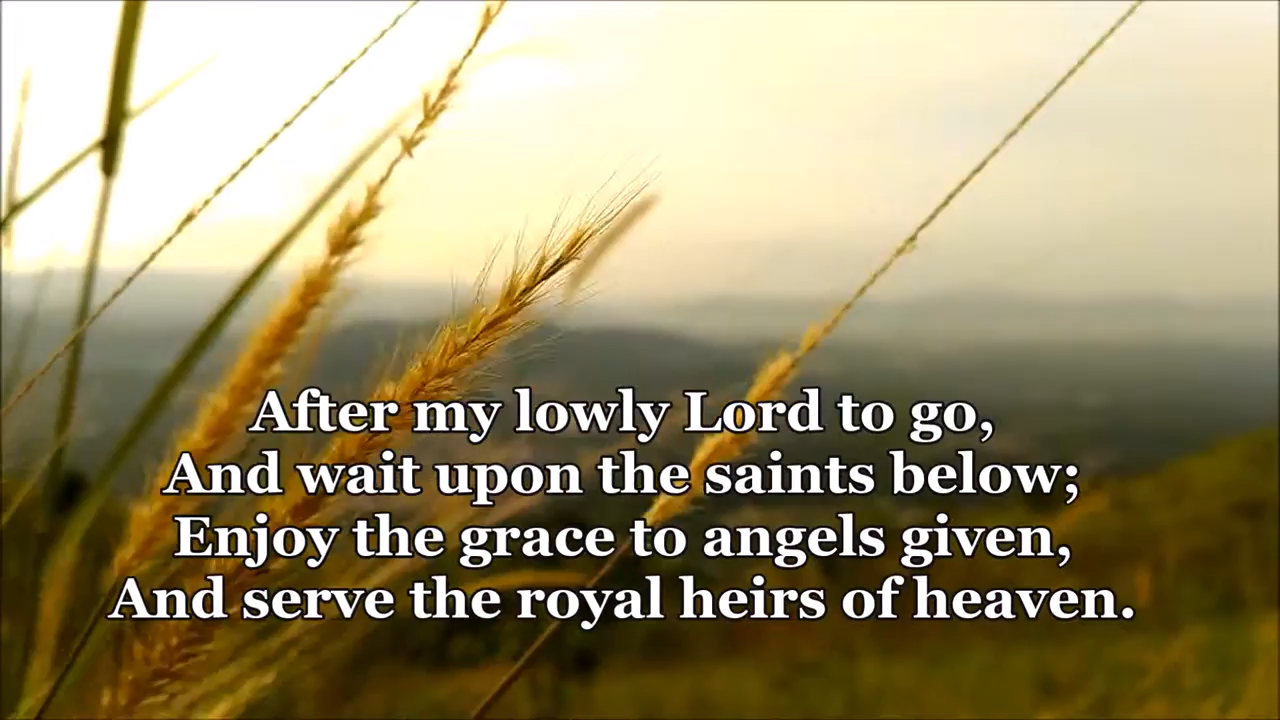 After my lowly Lord to go,
And wait upon the saints below;
Enjoy the grace to angels given,
And serve the royal heirs of heaven.